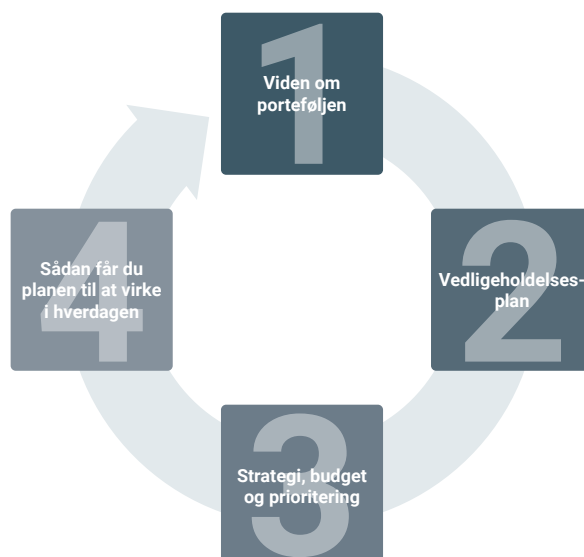 1
Viden om
porteføljen
2
Vedligeholdelses-
plan
3
Strategi, budget
og prioritering
4
Sådan får du
planen til at virke
i hverdagen